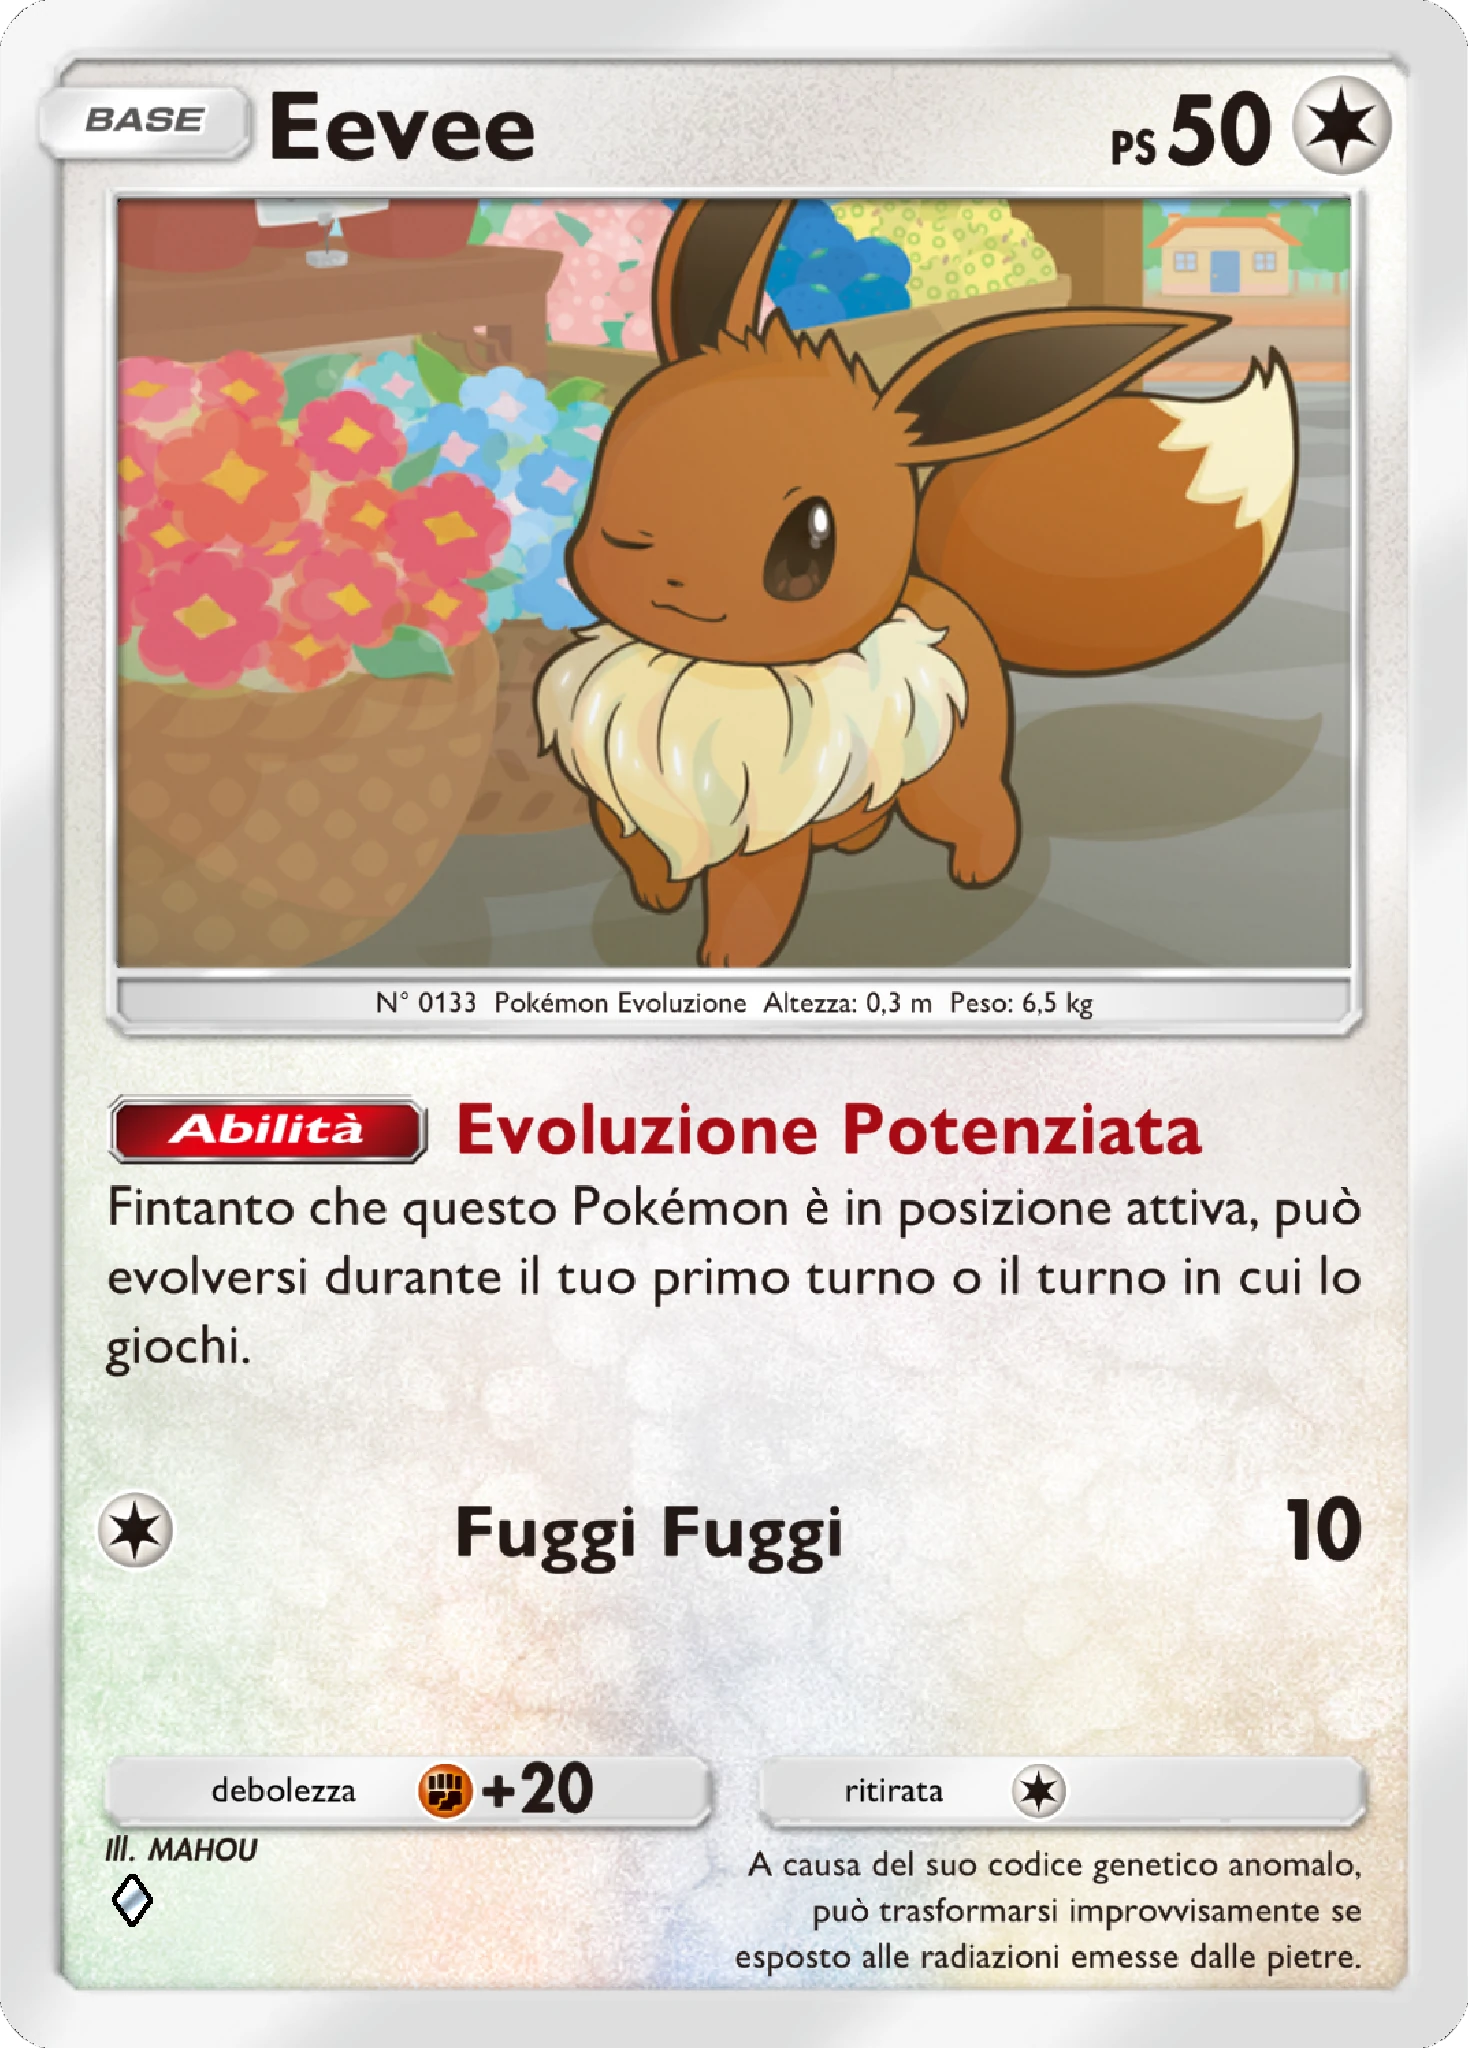 BASE Eevee PS 50
N° 0133 Pokémon Evoluzione Altezza: 0,3 m Peso: 6,5 kg
Abilità Evoluzione Potenziata
Fintanto che questo Pokémon è in posizione attiva, può
evolversi durante il tuo primo turno o il turno in cui lo
giochi.
Fuggi Fuggi 10
debolezza +20 ritirata
Ill. MAHOU
A causa del suo codice genetico anomalo,
può trasformarsi improvvisamente se
esposto alle radiazioni emesse dalle pietre.